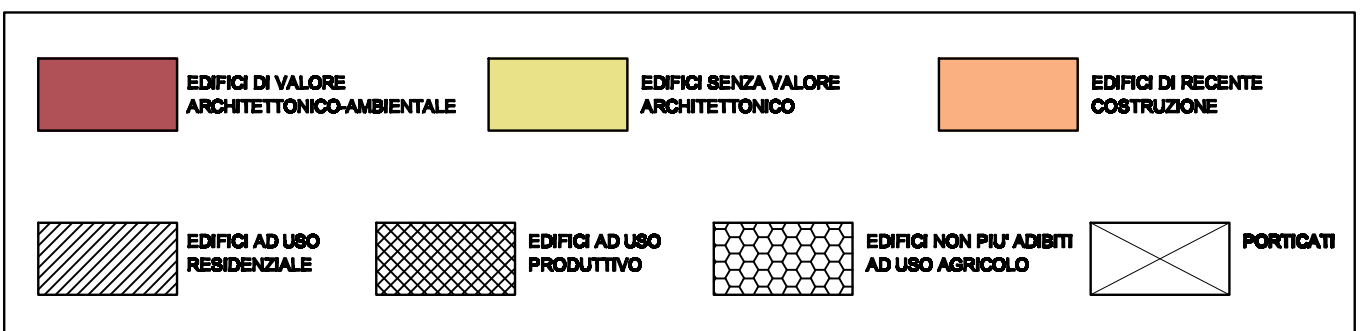 EDIFICI DI VALORE
ARCHITETTONICO-AMBIENTALE
EDIFICI SENZA VALORE
ARCHITETTONICO
EDIFICI DI RECENTE
COSTRUZIONE
EDIFICI AD USO
RESIDENZIALE
EDIFICI AD USO
PRODUTTIVO
EDIFICI NON PIU' ADIBITI
AD USO AGRICOLO
PORTICATI